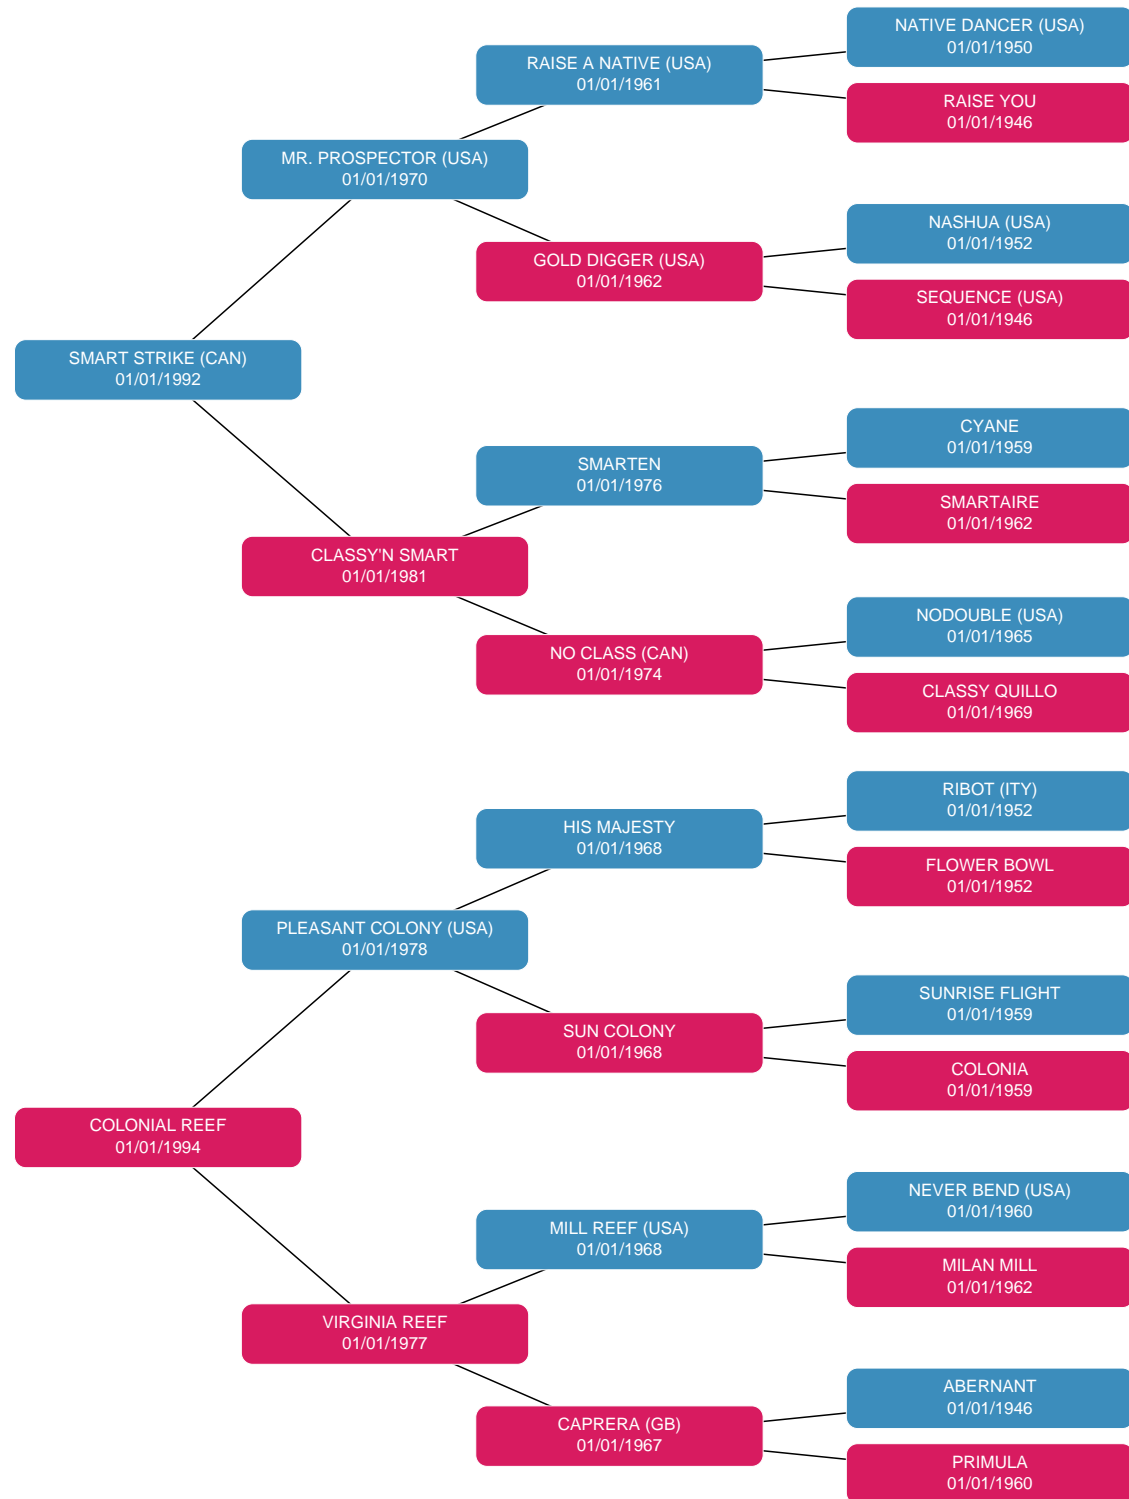 NATIVE DANCER (USA)
01/01/1950
RAISE A NATIVE (USA)
01/01/1961
RAISE YOU
01/01/1946
MR. PROSPECTOR (USA)
01/01/1970
NASHUA (USA)
01/01/1952
GOLD DIGGER (USA)
01/01/1962
SEQUENCE (USA)
01/01/1946
SMART STRIKE (CAN)
01/01/1992
CYANE
01/01/1959
SMARTEN
01/01/1976
SMARTAIRE
01/01/1962
CLASSY'N SMART
01/01/1981
NODOUBLE (USA)
01/01/1965
NO CLASS (CAN)
01/01/1974
CLASSY QUILLO
01/01/1969
RIBOT (ITY)
01/01/1952
HIS MAJESTY
01/01/1968
FLOWER BOWL
01/01/1952
PLEASANT COLONY (USA)
01/01/1978
SUNRISE FLIGHT
01/01/1959
SUN COLONY
01/01/1968
COLONIA
01/01/1959
COLONIAL REEF
01/01/1994
NEVER BEND (USA)
01/01/1960
MILL REEF (USA)
01/01/1968
MILAN MILL
01/01/1962
VIRGINIA REEF
01/01/1977
ABERNANT
01/01/1946
CAPRERA (GB)
01/01/1967
PRIMULA
01/01/1960